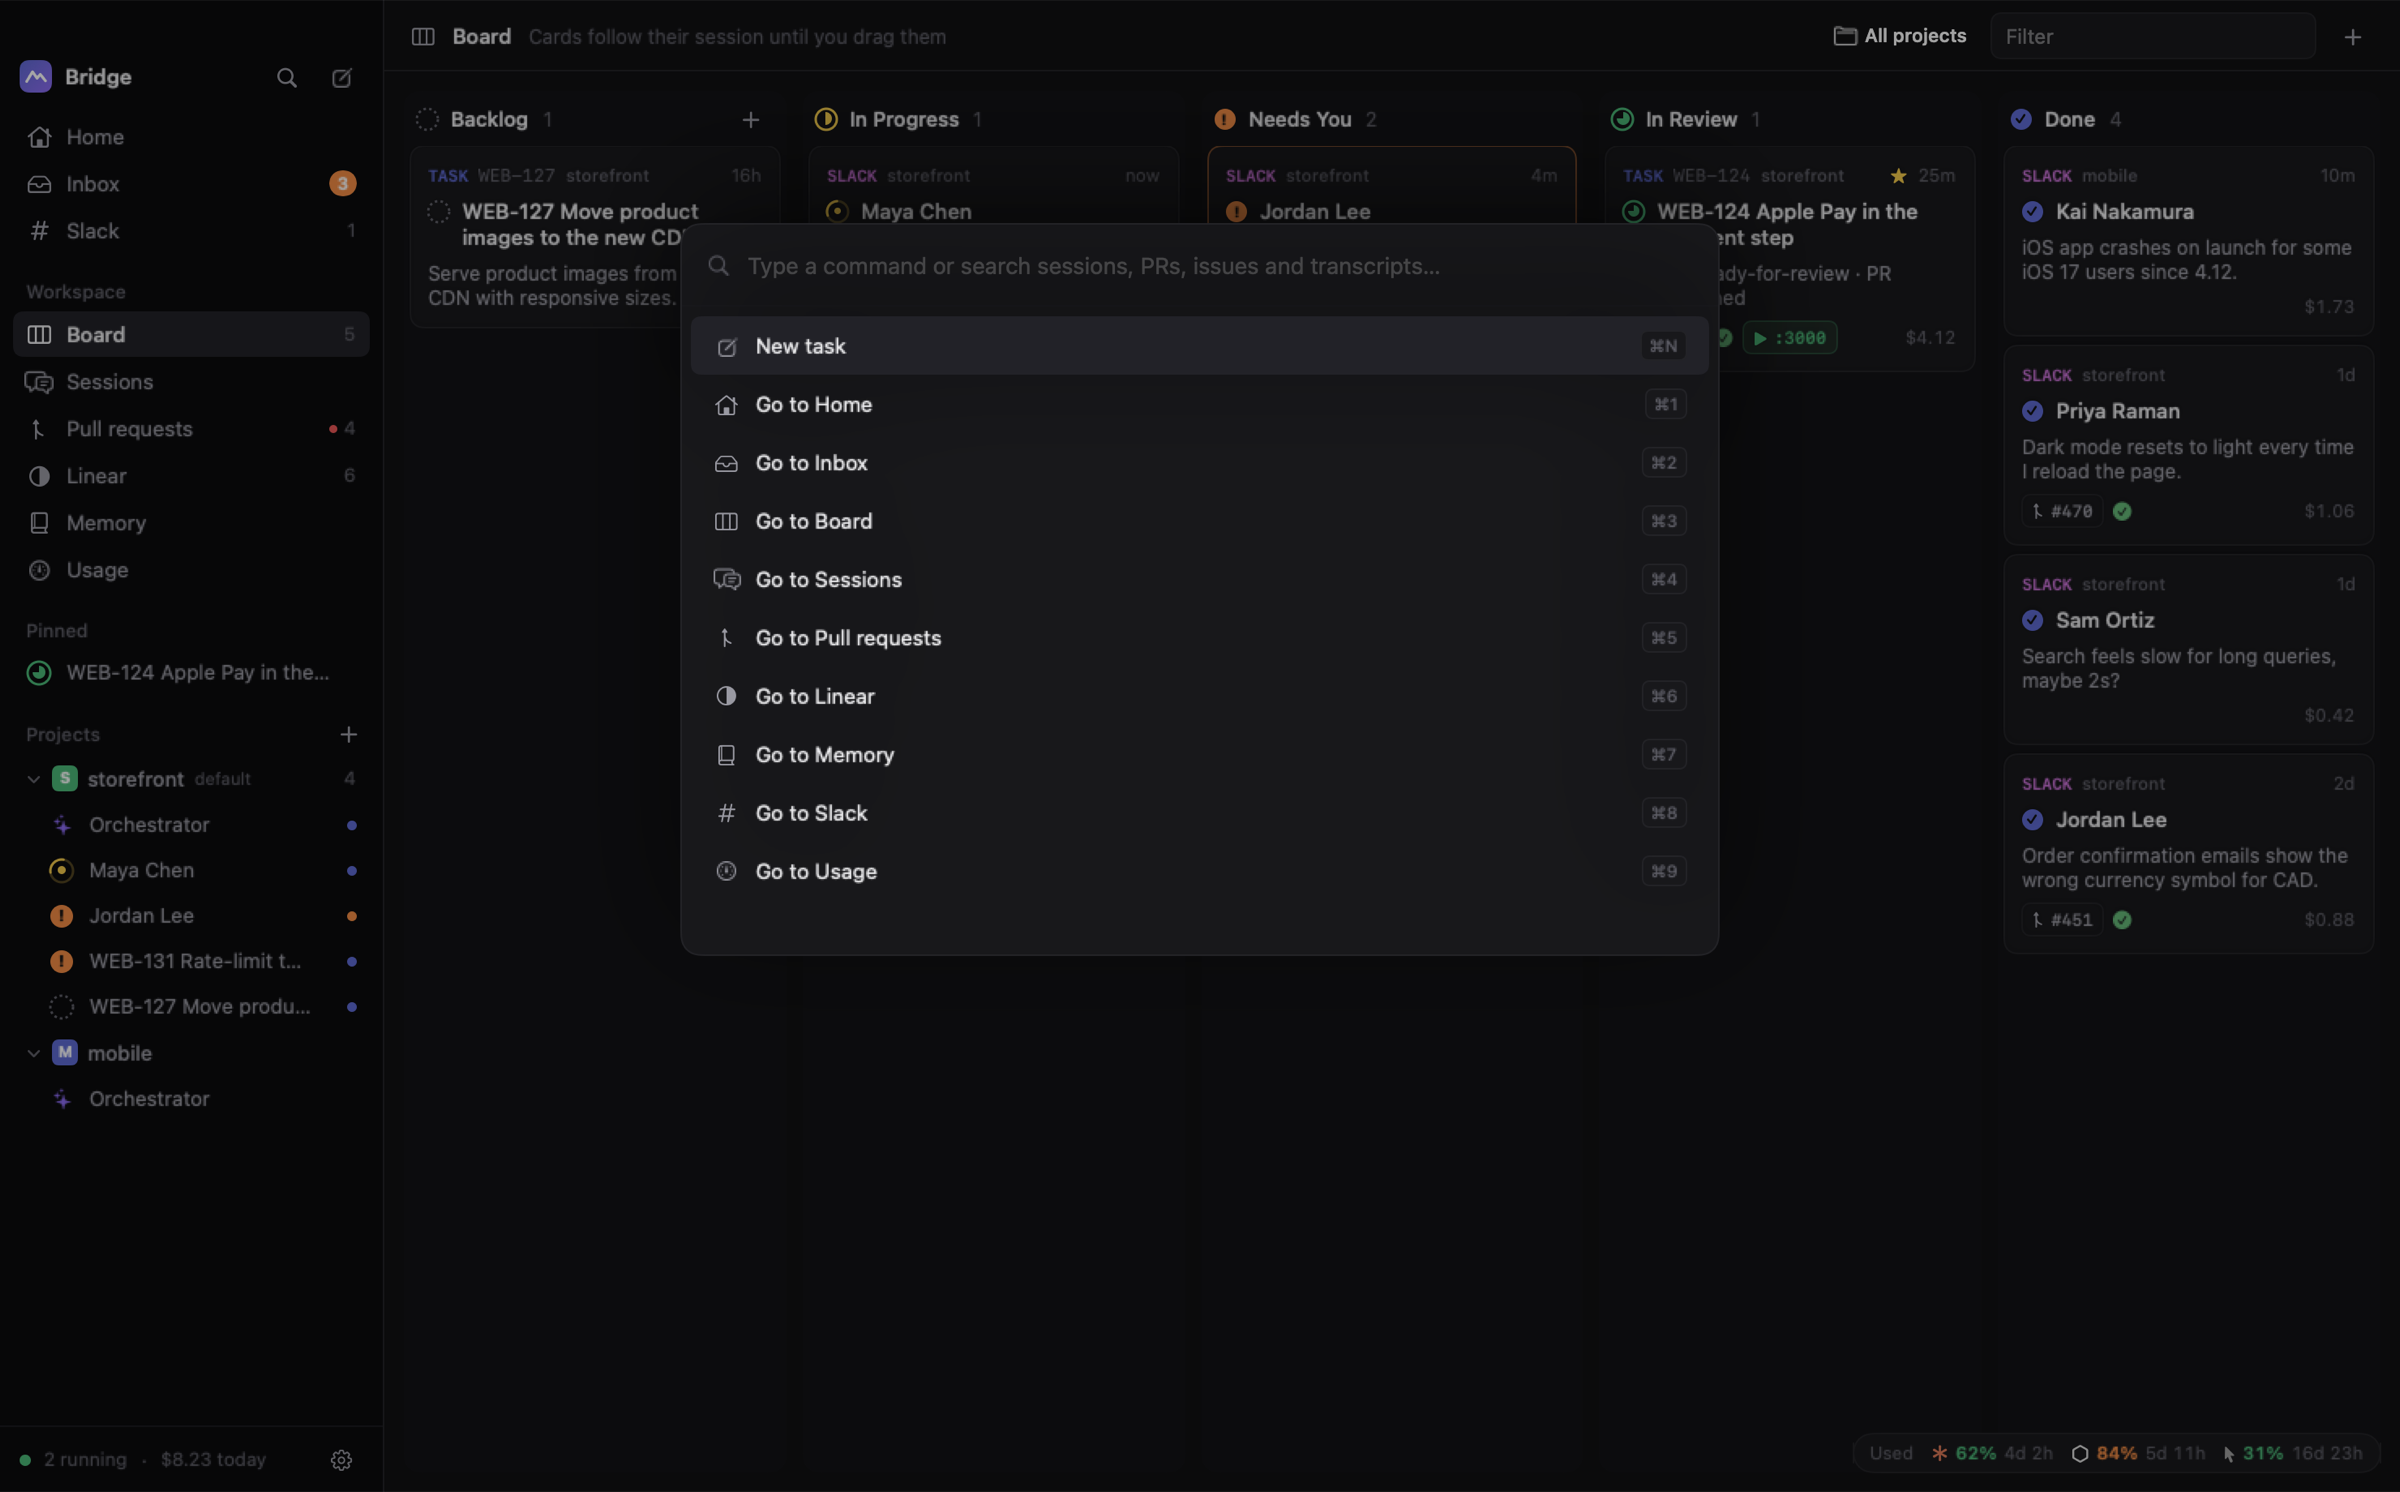 Bridge
Home
Inbox 3
Slack 1
Workspace
Board 5
Sessions
Pull requests 4
Linear 6
Memory
Usage
Pinned
WEB-124 Apple Pay in the...
Projects
S storefront default 4
Orchestrator
Maya Chen
Jordan Lee
WEB-131 Rate-limit t...
WEB-127 Move produ...
M mobile
Orchestrator
2 running · $8.23 today
Board Cards follow their session until you drag them
All projects
Filter
Backlog 1
TASK WEB-127 storefront 16h
WEB-127 Move product
images to the new CD
Serve product images from
CDN with responsive sizes.
In Progress 1
SLACK storefront now
Maya Chen
Needs You 2
SLACK storefront 4m
Jordan Lee
In Review 1
TASK WEB-124 storefront 25m
WEB-124 Apple Pay in the
ent step
ady-for-review · PR
ed
:3000 $4.12
Done 4
SLACK mobile 10m
Kai Nakamura
iOS app crashes on launch for some
iOS 17 users since 4.12.
$1.73
SLACK storefront 1d
Priya Raman
Dark mode resets to light every time
I reload the page.
#470 $1.06
SLACK storefront 1d
Sam Ortiz
Search feels slow for long queries,
maybe 2s?
$0.42
SLACK storefront 2d
Jordan Lee
Order confirmation emails show the
wrong currency symbol for CAD.
#451 $0.88
Type a command or search sessions, PRs, issues and transcripts...
New task ⌘N
Go to Home ⌘1
Go to Inbox ⌘2
Go to Board ⌘3
Go to Sessions ⌘4
Go to Pull requests ⌘5
Go to Linear ⌘6
Go to Memory ⌘7
Go to Slack ⌘8
Go to Usage ⌘9
Used 62% 4d 2h 84% 5d 11h 31% 16d 23h